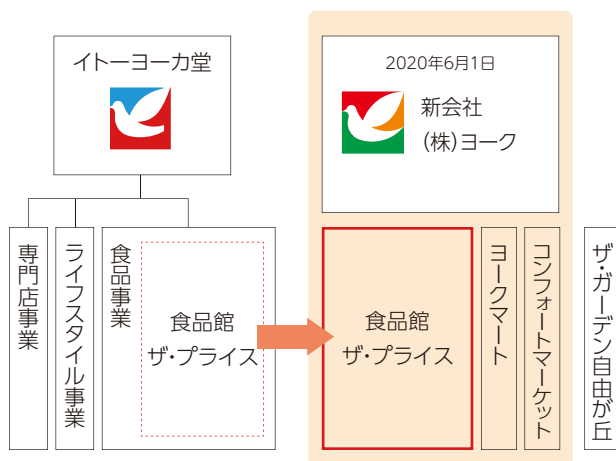 イトーヨーカ堂
2020年6月1日
新会社
(株)ヨーク
専門店事業
ライフスタイル事業
食品事業
食品館
ザ・プライス
食品館
ザ・プライス
ヨークマート
コンフォートマーケット
ザ・ガーデン自由が丘